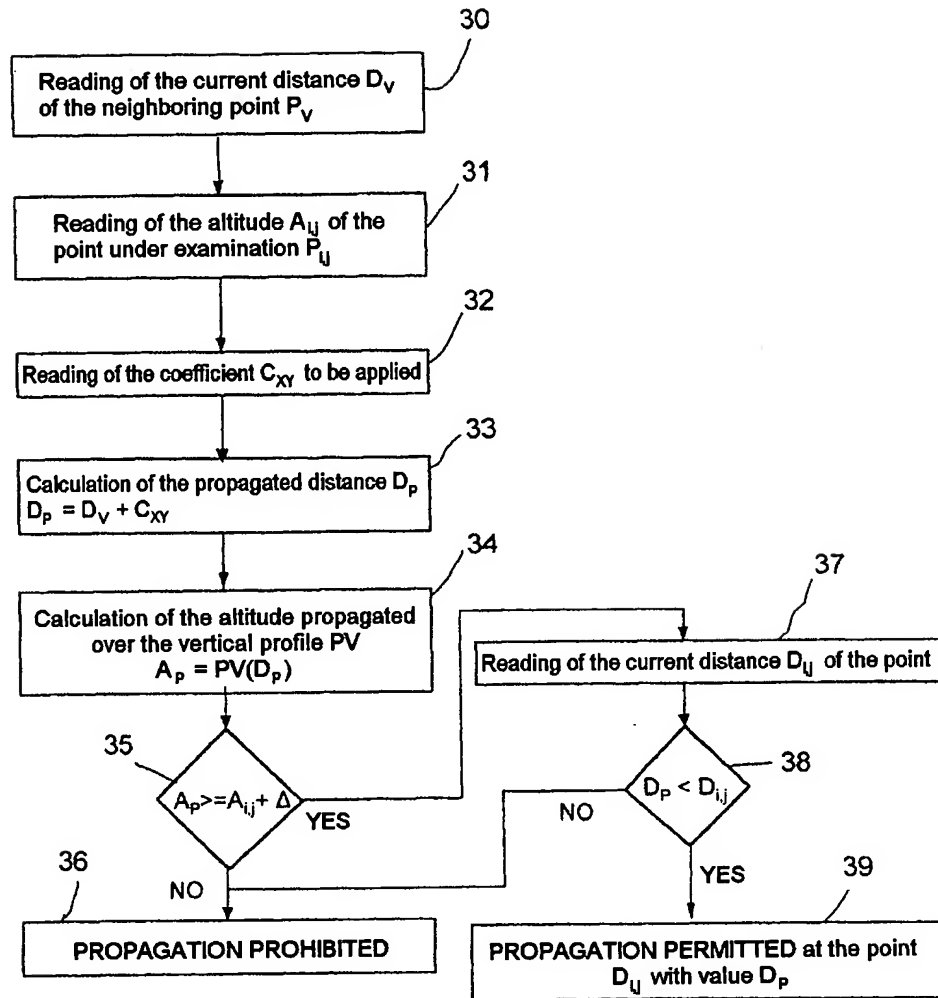 30
Reading of the current distance D_V
of the neighboring point P_V
31
Reading of the altitude A_i,j of the
point under examination P_i,j
32
Reading of the coefficient C_XY to be applied
33
Calculation of the propagated distance D_P
D_P = D_V + C_XY
34
Calculation of the altitude propagated
over the vertical profile PV
A_P = PV(D_P)
35
A_P>=A_i,j+ Δ
YES
NO
36
PROPAGATION PROHIBITED
37
Reading of the current distance D_i,j of the point
38
D_P < D_i,j
NO
YES
39
PROPAGATION PERMITTED at the point
D_i,j with value D_P